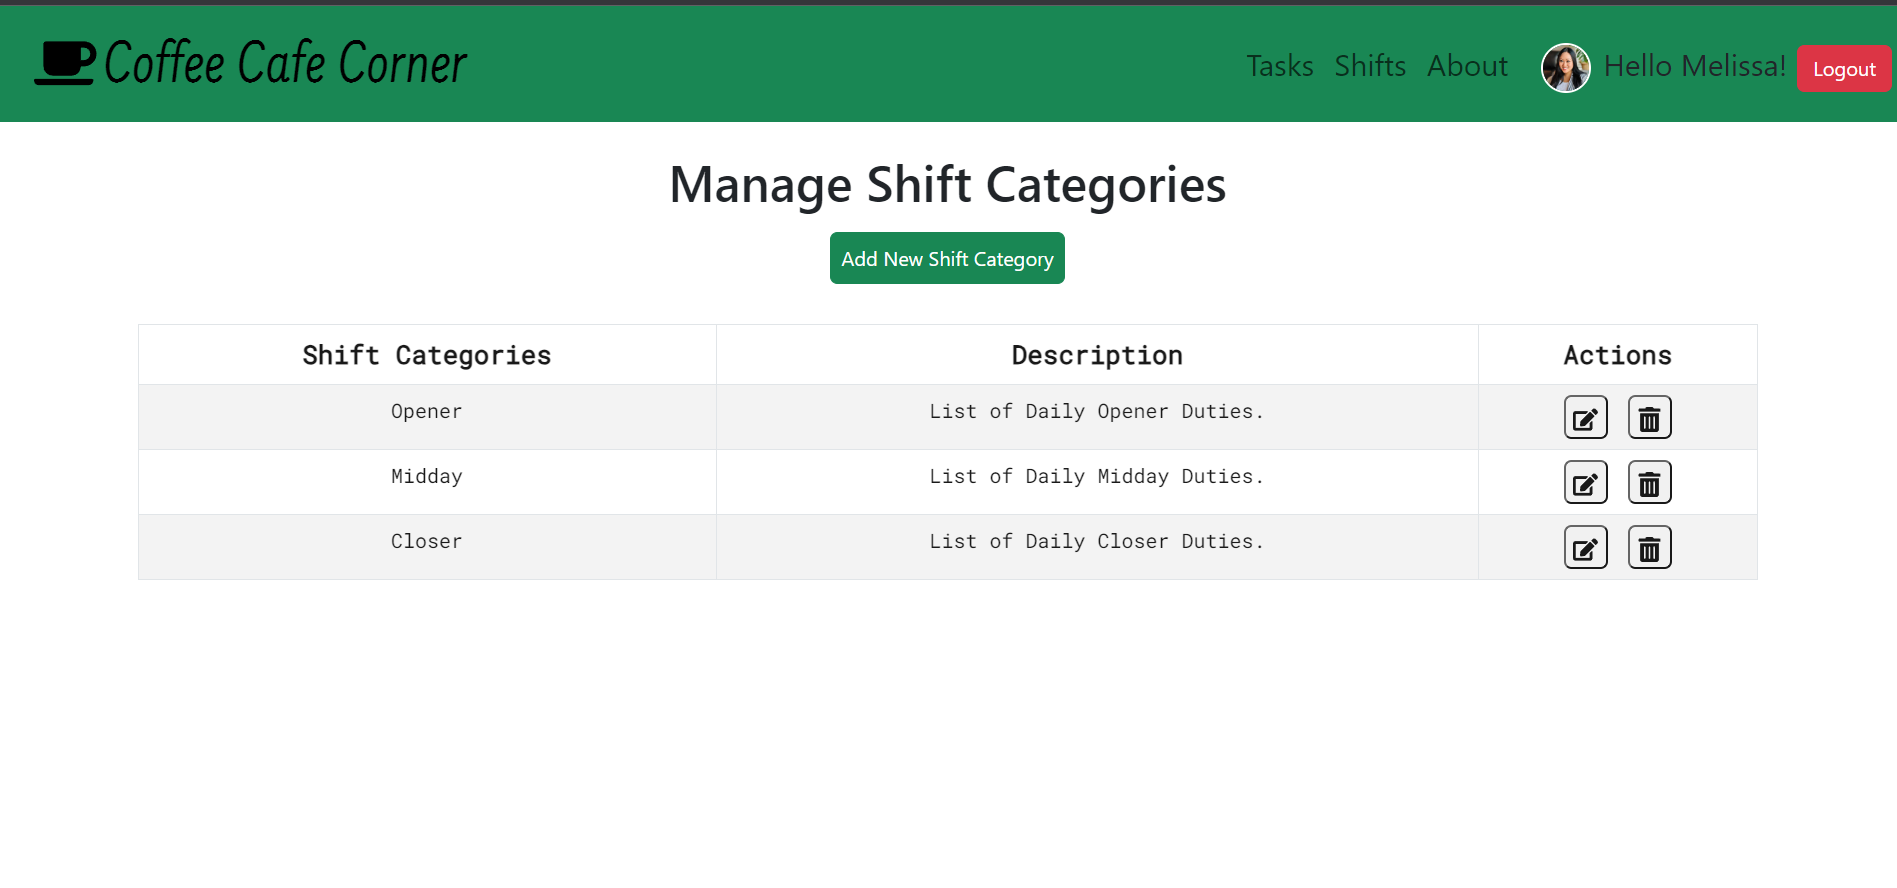 Coffee Cafe Corner
Tasks Shifts About Hello Melissa! Logout
Manage Shift Categories
Add New Shift Category
Shift Categories Description Actions
Opener List of Daily Opener Duties.
Midday List of Daily Midday Duties.
Closer List of Daily Closer Duties.